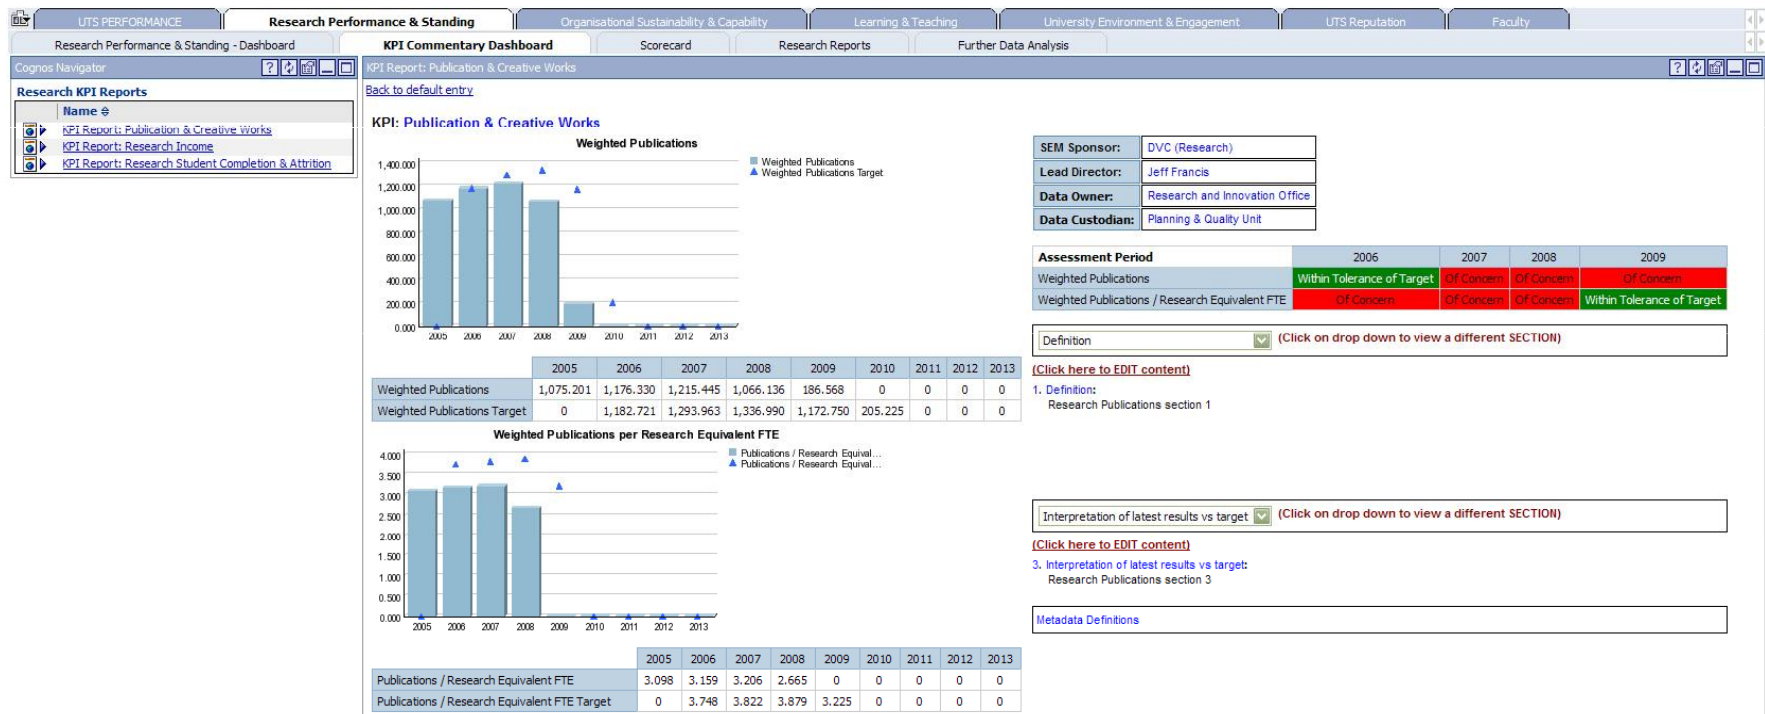 UTS PERFORMANCE Research Performance & Standing Organisational Sustainability & Capability Learning & Teaching University Environment & Engagement UTS Reputation Faculty
Research Performance & Standing - Dashboard KPI Commentary Dashboard Scorecard Research Reports Further Data Analysis
Cognos Navigator
Research KPI Reports
Name
KPI Report: Publication & Creative Works
KPI Report: Research Income
KPI Report: Research Student Completion & Attrition
KPI Report: Publication & Creative Works
Back to default entry
KPI: Publication & Creative Works
Weighted Publications
Weighted Publications
Weighted Publications Target
1,400.000
1,200.000
1,000.000
800.000
600.000
400.000
200.000
0.000
2005 2006 2007 2008 2009 2010 2011 2012 2013
2005 2006 2007 2008 2009 2010 2011 2012 2013
Weighted Publications 1,075.201 1,176.330 1,215.445 1,066.136 186.568 0 0 0 0
Weighted Publications Target 0 1,182.721 1,293.963 1,336.990 1,172.750 205.225 0 0 0
Weighted Publications per Research Equivalent FTE
Publications / Research Equival...
Publications / Research Equival...
4.000
3.500
3.000
2.500
2.000
1.500
1.000
0.500
0.000
2005 2006 2007 2008 2009 2010 2011 2012 2013
2005 2006 2007 2008 2009 2010 2011 2012 2013
Publications / Research Equivalent FTE 3.098 3.159 3.206 2.665 0 0 0 0 0
Publications / Research Equivalent FTE Target 0 3.748 3.822 3.879 3.225 0 0 0 0
SEM Sponsor: DVC (Research)
Lead Director: Jeff Francis
Data Owner: Research and Innovation Office
Data Custodian: Planning & Quality Unit
Assessment Period 2006 2007 2008 2009
Weighted Publications Within Tolerance of Target Of Concern Of Concern Of Concern
Weighted Publications / Research Equivalent FTE Of Concern Of Concern Of Concern Within Tolerance of Target
Definition (Click on drop down to view a different SECTION)
(Click here to EDIT content)
1. Definition:
Research Publications section 1
Interpretation of latest results vs target (Click on drop down to view a different SECTION)
(Click here to EDIT content)
3. Interpretation of latest results vs target:
Research Publications section 3
Metadata Definitions